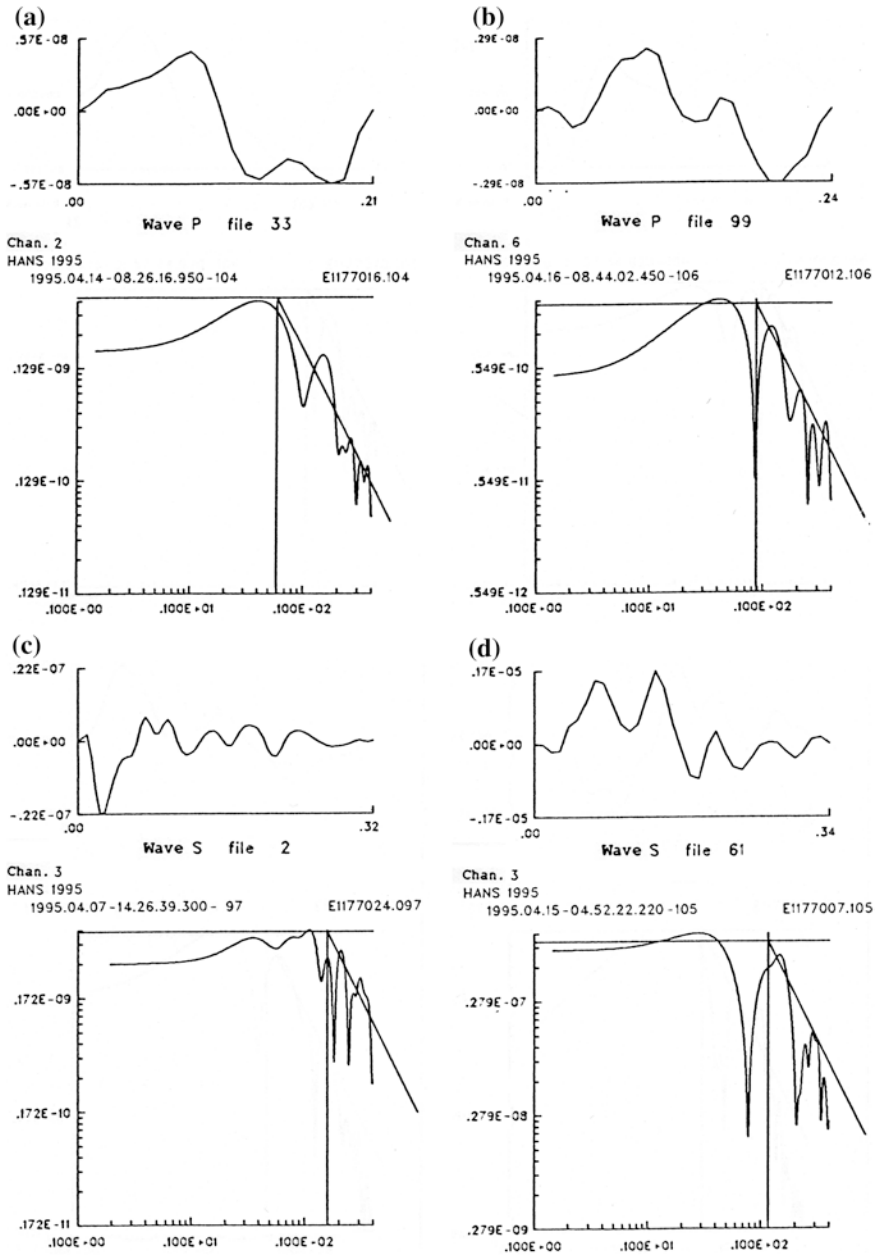 (a)
.57E-08
.00E+00
-.57E-08
.00
.21
Wave P file 33
Chan. 2
HANS 1995
1995.04.14-08.26.16.950-104 E1177016.104
.129E-09
.129E-10
.129E-11
.100E+00 .100E+01 .100E+02
(b)
.29E-08
.00E+00
-.29E-08
.00
.24
Wave P file 99
Chan. 6
HANS 1995
1995.04.16-08.44.02.450-106 E1177012.106
.549E-10
.549E-11
.549E-12
.100E+00 .100E+01 .100E+02
(c)
.22E-07
.00E+00
-.22E-07
.00
.32
Wave S file 2
Chan. 3
HANS 1995
1995.04.07-14.26.39.300- 97 E1177024.097
.172E-09
.172E-10
.172E-11
.100E+00 .100E+01 .100E+02
(d)
.17E-05
.00E+00
-.17E-05
.00
.34
Wave S file 61
Chan. 3
HANS 1995
1995.04.15-04.52.22.220-105 E1177007.105
.279E-07
.279E-08
.279E-09
.100E+00 .100E+01 .100E+02